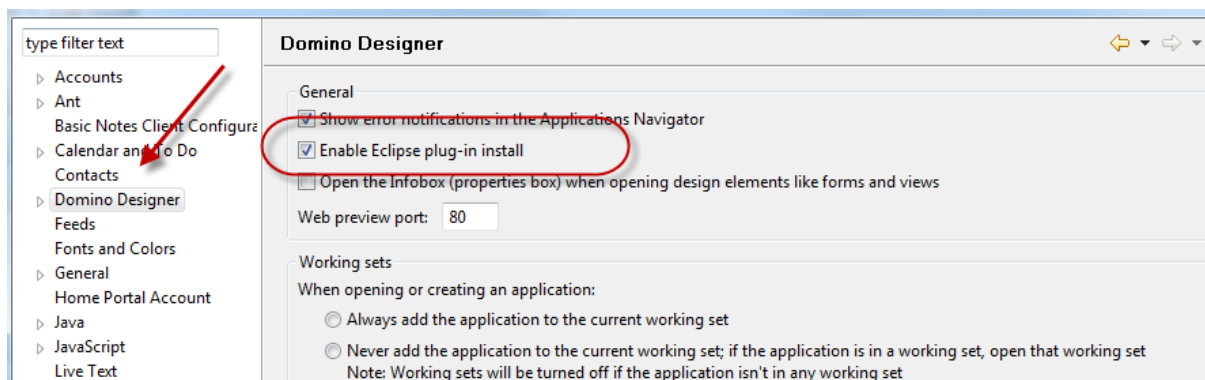 type filter text
Accounts
Ant
Basic Notes Client Configura
Calendar and To Do
Contacts
Domino Designer
Feeds
Fonts and Colors
General
Home Portal Account
Java
JavaScript
Live Text
Domino Designer
General
Show error notifications in the Applications Navigator
Enable Eclipse plug-in install
Open the Infobox (properties box) when opening design elements like forms and views
Web preview port: 80
Working sets
When opening or creating an application:
Always add the application to the current working set
Never add the application to the current working set; if the application is in a working set, open that working set
Note: Working sets will be turned off if the application isn't in any working set